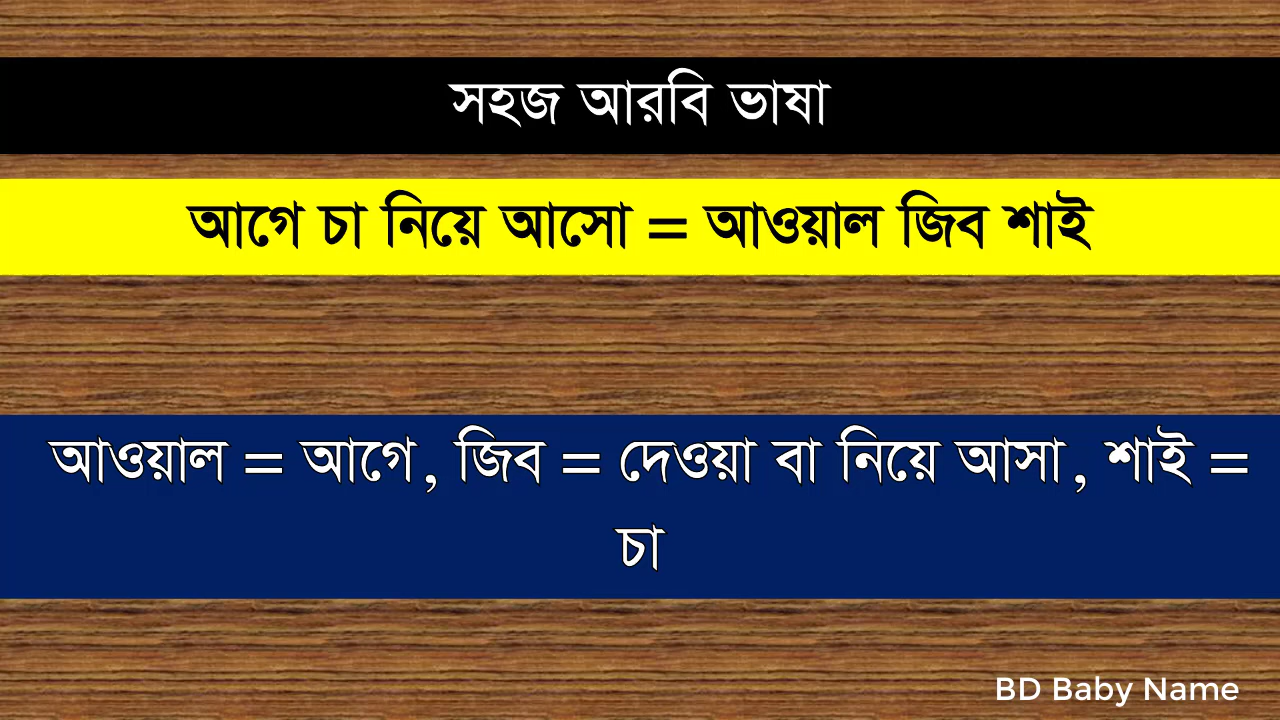 সহজ আরবি ভাষা
আগে চা নিয়ে আসো = আওয়াল জিব শাই
আওয়াল = আগে, জিব = দেওয়া বা নিয়ে আসা, শাই =
চা
BD Baby Name